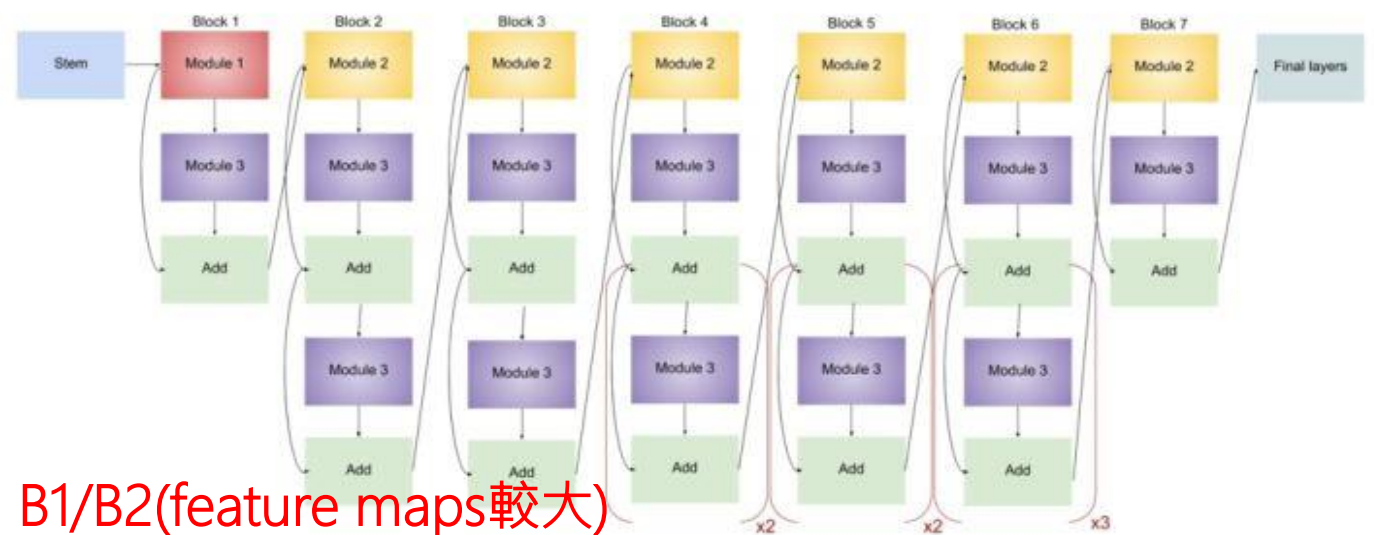 Block 1
Block 2
Block 3
Block 4
Block 5
Block 6
Block 7
Stem
Module 1
Module 2
Module 2
Module 2
Module 2
Module 2
Module 2
Final layers
Module 3
Module 3
Module 3
Module 3
Module 3
Module 3
Module 3
Add
Add
Add
Add
Add
Add
Add
Module 3
Module 3
Module 3
Module 3
Module 3
Add
Add
Add
Add
Add
B1/B2(feature maps較大)
x2
x2
x3